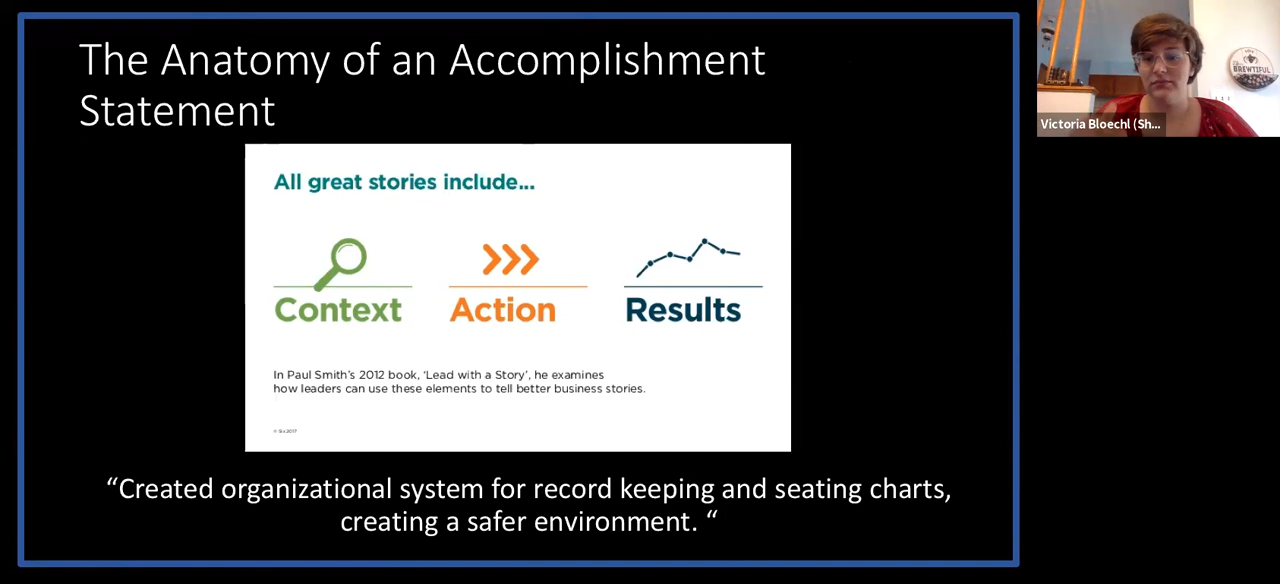 The Anatomy of an Accomplishment
Statement
All great stories include...
Context
Action
Results
In Paul Smith's 2012 book, ‘Lead with a Story’, he examines
how leaders can use these elements to tell better business stories.
“Created organizational system for record keeping and seating charts,
creating a safer environment. “
BREWTIFUL
Victoria Bloechl (Sh...